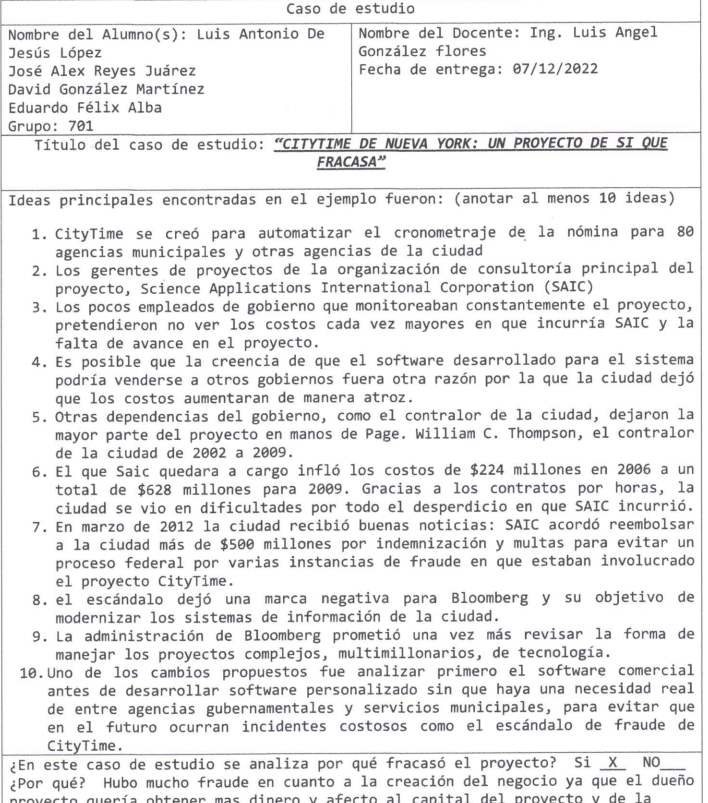 Caso de estudio
Nombre del Alumno(s): Luis Antonio De
Jesús López
José Alex Reyes Juárez
David González Martínez
Eduardo Félix Alba
Grupo: 701
Nombre del Docente: Ing. Luis Angel
González flores
Fecha de entrega: 07/12/2022
Título del caso de estudio: "CITYTIME DE NUEVA YORK: UN PROYECTO DE SI QUE
FRACASA"
Ideas principales encontradas en el ejemplo fueron: (anotar al menos 10 ideas)
1. CityTime se creó para automatizar el cronometraje de la nómina para 80
agencias municipales y otras agencias de la ciudad
2. Los gerentes de proyectos de la organización de consultoría principal del
proyecto, Science Applications International Corporation (SAIC)
3. Los pocos empleados de gobierno que monitoreaban constantemente el proyecto,
pretendieron no ver los costos cada vez mayores en que incurría SAIC y la
falta de avance en el proyecto.
4. Es posible que la creencia de que el software desarrollado para el sistema
podría venderse a otros gobiernos fuera otra razón por la que la ciudad dejó
que los costos aumentaran de manera atroz.
5. Otras dependencias del gobierno, como el contralor de la ciudad, dejaron la
mayor parte del proyecto en manos de Page. William C. Thompson, el contralor
de la ciudad de 2002 a 2009.
6. El que Saic quedara a cargo infló los costos de $224 millones en 2006 a un
total de $628 millones para 2009. Gracias a los contratos por horas, la
ciudad se vio en dificultades por todo el desperdicio en que SAIC incurrió.
7. En marzo de 2012 la ciudad recibió buenas noticias: SAIC acordó reembolsar
a la ciudad más de $500 millones por indemnización y multas para evitar un
proceso federal por varias instancias de fraude en que estaban involucrado
el proyecto CityTime.
8. el escándalo dejó una marca negativa para Bloomberg y su objetivo de
modernizar los sistemas de información de la ciudad.
9. La administración de Bloomberg prometió una vez más revisar la forma de
manejar los proyectos complejos, multimillonarios, de tecnología.
10. Uno de los cambios propuestos fue analizar primero el software comercial
antes de desarrollar software personalizado sin que haya una necesidad real
de entre agencias gubernamentales y servicios municipales, para evitar que
en el futuro ocurran incidentes costosos como el escándalo de fraude de
CityTime.
¿En este caso de estudio se analiza por qué fracasó el proyecto? Si _X_ NO___
¿Por qué? Hubo mucho fraude en cuanto a la creación del negocio ya que el dueño
proyecto quería obtener mas dinero y afecto al capital del proyecto y de la